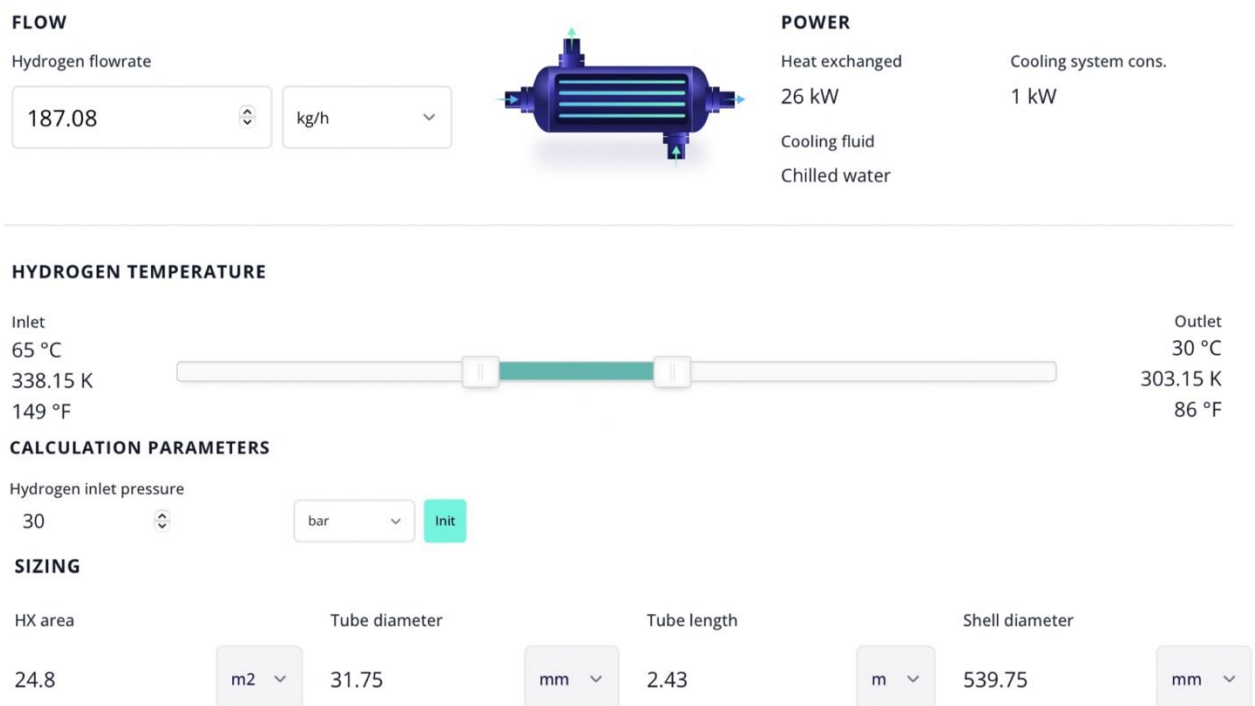 FLOW
Hydrogen flowrate
187.08
kg/h
POWER
Heat exchanged
Cooling system cons.
26 kW
1 kW
Cooling fluid
Chilled water
HYDROGEN TEMPERATURE
Inlet
65 °C
338.15 K
149 °F
Outlet
30 °C
303.15 K
86 °F
CALCULATION PARAMETERS
Hydrogen inlet pressure
30
bar
Init
SIZING
HX area
Tube diameter
Tube length
Shell diameter
24.8
m2
31.75
mm
2.43
m
539.75
mm